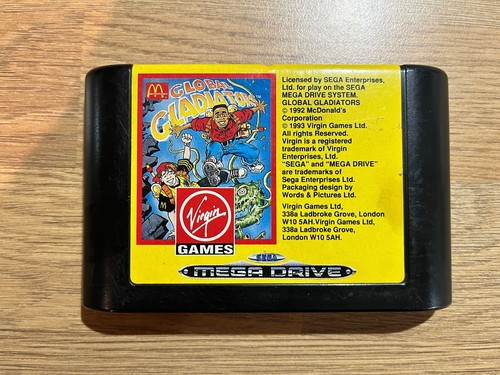 GLOBAL
GLADIATORS
TM
Virgin
GAMES
Licensed by SEGA Enterprises,
Ltd. for play on the SEGA
MEGA DRIVE SYSTEM.
GLOBAL GLADIATORS
© 1992 McDonald's
Corporation
© 1993 Virgin Games Ltd.
All rights Reserved.
Virgin is a registered
trademark of Virgin
Enterprises, Ltd.
"SEGA" and "MEGA DRIVE"
are trademarks of
Sega Enterprises Ltd.
Packaging design by
Words & Pictures Ltd.
Virgin Games Ltd,
338a Ladbroke Grove, London
W10 5AH.Virgin Games Ltd,
338a Ladbroke Grove,
London W10 5AH.
SEGA
MEGA DRIVE